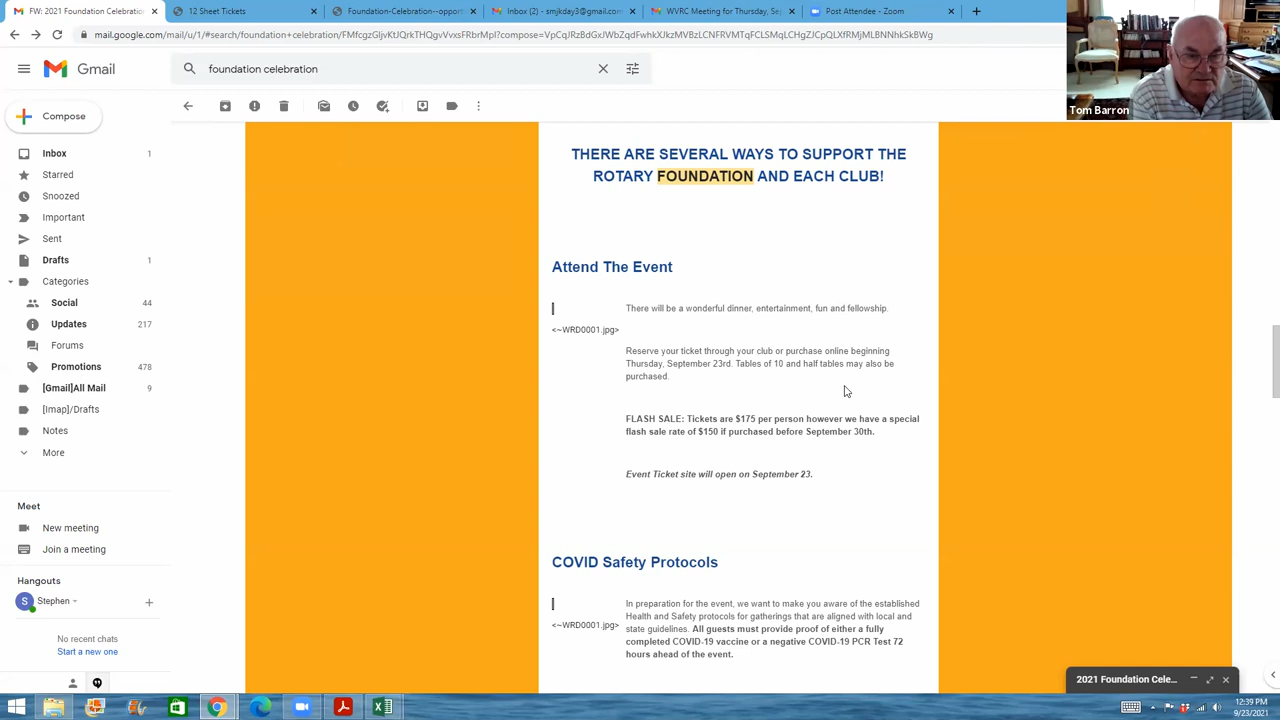 FW: 2021 Foundation Celebration
12 Sheet Tickets
Foundation-Celebration--oppor
Inbox (2) - smjkday3@gmail.com
WVRC Meeting for Thursday, Sep
Post Attendee - Zoom
mail.google.com/mail/u/1/#search/foundation+celebration/
Gmail
foundation celebration
Compose
Tom Barron
Inbox 1
Starred
Snoozed
Important
Sent
Drafts 1
Categories
Social 44
Updates 217
Forums
Promotions 478
[Gmail]All Mail 9
[Imap]/Drafts
Notes
More
Meet
New meeting
Join a meeting
Hangouts
Stephen
No recent chats
Start a new one
THERE ARE SEVERAL WAYS TO SUPPORT THE
ROTARY FOUNDATION AND EACH CLUB!
Attend The Event
There will be a wonderful dinner, entertainment, fun and fellowship.
<~WRD0001.jpg>
Reserve your ticket through your club or purchase online beginning
Thursday, September 23rd. Tables of 10 and half tables may also be
purchased.
FLASH SALE: Tickets are $175 per person however we have a special
flash sale rate of $150 if purchased before September 30th.
Event Ticket site will open on September 23.
COVID Safety Protocols
In preparation for the event, we want to make you aware of the established
<~WRD0001.jpg> Health and Safety protocols for gatherings that are aligned with local and
state guidelines. All guests must provide proof of either a fully
completed COVID-19 vaccine or a negative COVID-19 PCR Test 72
hours ahead of the event.
2021 Foundation Cele...
12:39 PM
9/23/2021